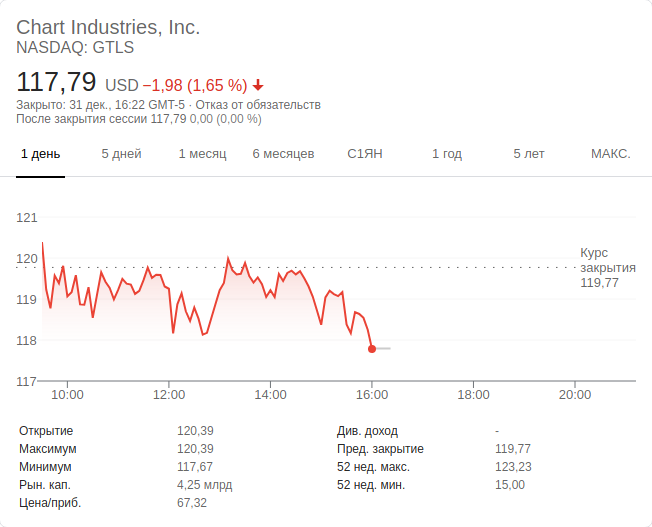 Chart Industries, Inc.
NASDAQ: GTLS
117,79 USD −1,98 (1,65 %)
Закрыто: 31 дек., 16:22 GMT-5 · Отказ от обязательств
После закрытия сессии 117,79 0,00 (0,00 %)
1 день 5 дней 1 месяц 6 месяцев С1ЯН 1 год 5 лет МАКС.
121
120
119
118
117
Курс
закрытия
119,77
10:00 12:00 14:00 16:00 18:00 20:00
Открытие 120,39 Див. доход -
Максимум 120,39 Пред. закрытие 119,77
Минимум 117,67 52 нед. макс. 123,23
Рын. кап. 4,25 млрд 52 нед. мин. 15,00
Цена/приб. 67,32